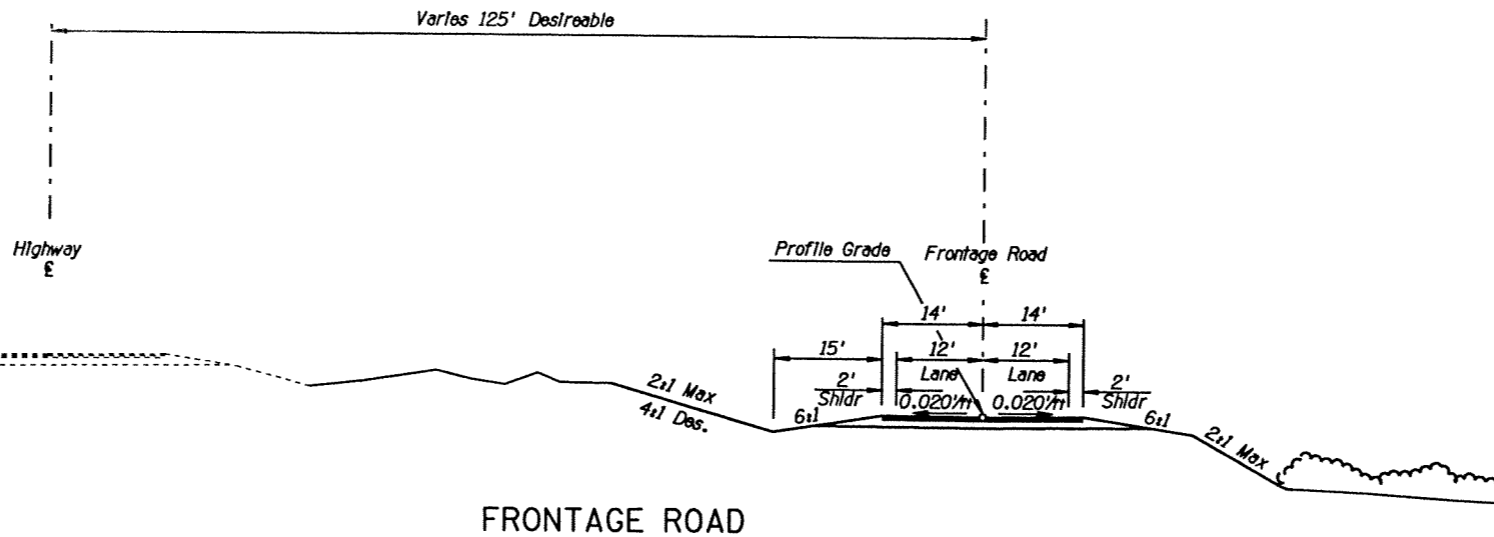 Varies 125' Desireable
Highway
℄
Profile Grade
Frontage Road
℄
14' 14'
15' 12' 12'
2' Lane Lane 2'
Shldr 0.020'/ft 0.020'/ft Shldr
2:1 Max
4:1 Des.
6:1 6:1
2:1 Max
FRONTAGE ROAD